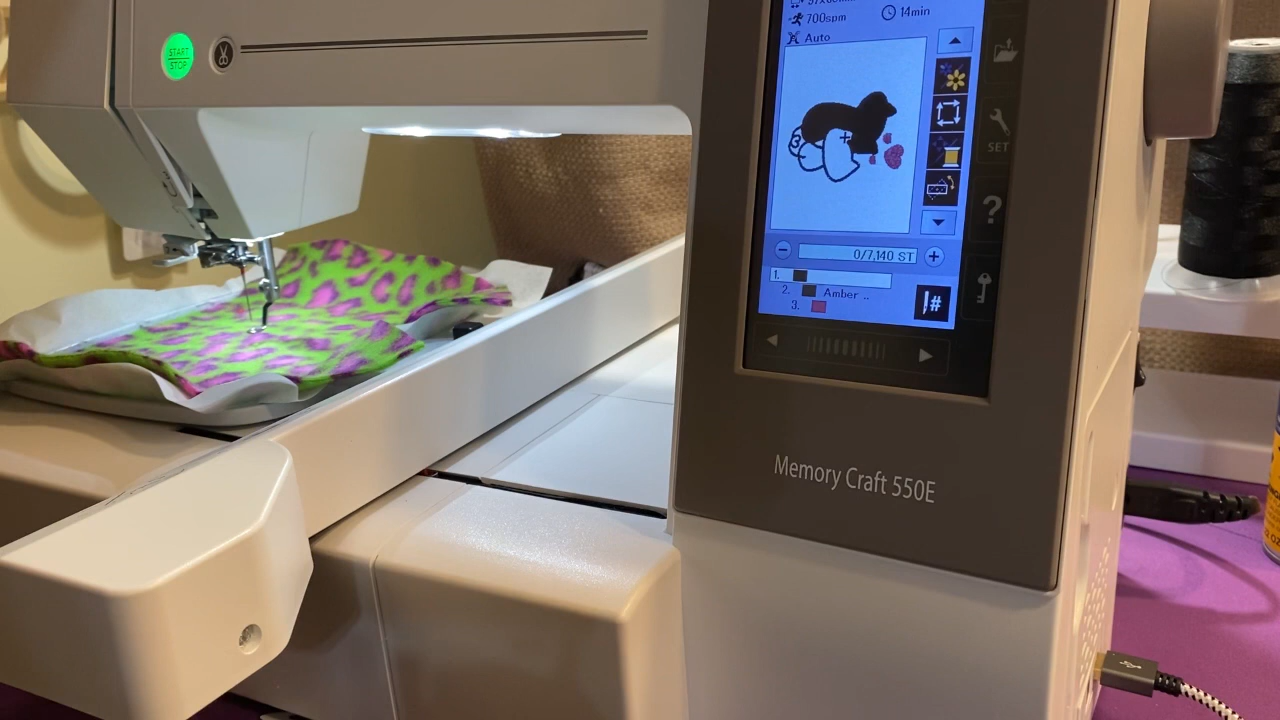 START
STOP
700spm
14min
Auto
SET
?
0/7,140 ST
1.
2. Amber ..
3.
#
Memory Craft 550E